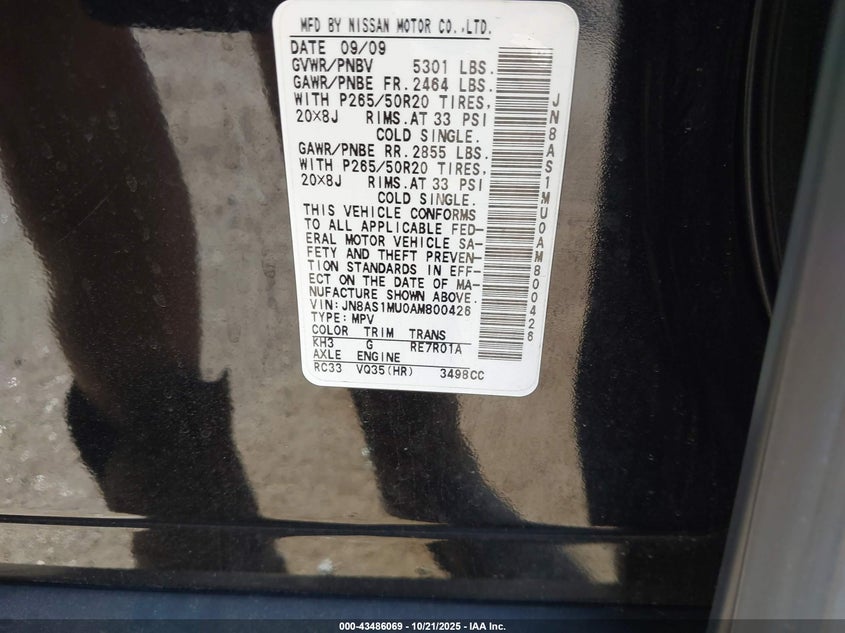 MFD BY NISSAN MOTOR CO.,LTD.
DATE 09/09
GVWR/PNBV 5301 LBS.
GAWR/PNBE FR. 2464 LBS.
WITH P265/50R20 TIRES,
20X8J RIMS.AT 33 PSI
COLD SINGLE.
GAWR/PNBE RR. 2855 LBS.
WITH P265/50R20 TIRES,
20X8J RIMS.AT 33 PSI
COLD SINGLE.
THIS VEHICLE CONFORMS
TO ALL APPLICABLE FED-
ERAL MOTOR VEHICLE SA-
FETY AND THEFT PREVEN-
TION STANDARDS IN EFF-
ECT ON THE DATE OF MA-
NUFACTURE SHOWN ABOVE.
VIN:JN8AS1MU0AM800426
TYPE:MPV
COLOR TRIM TRANS
KH3 G RE7R01A
AXLE ENGINE
RC33 VQ35(HR) 3498CC
JN8AS1MU0AM800426
000-43486069 - 10/21/2025 - IAA Inc.